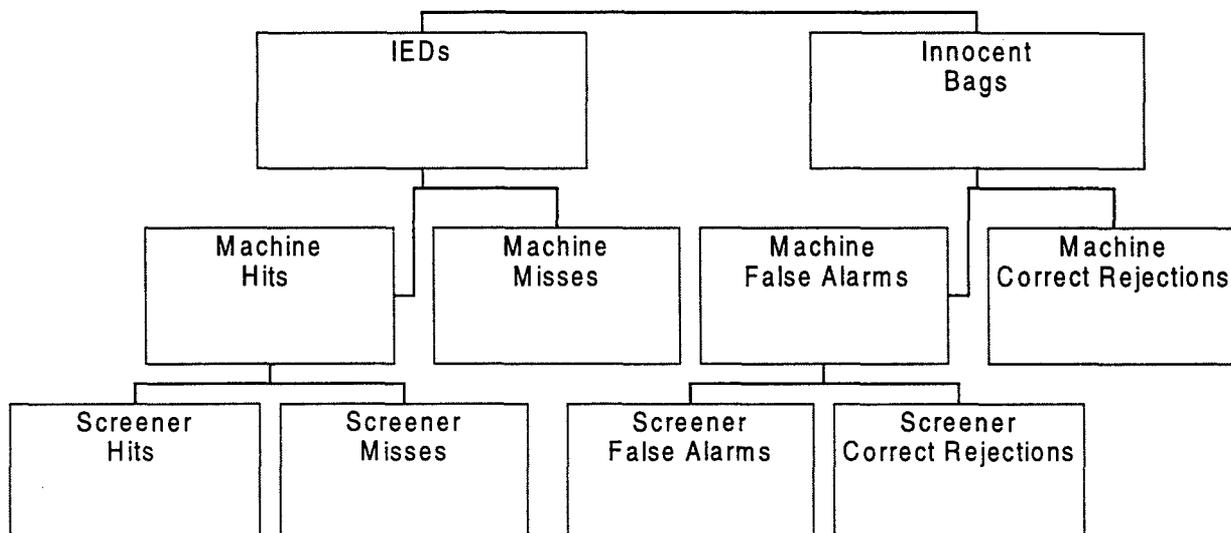 IEDs
Innocent
Bags
Machine
Hits
Machine
Misses
Machine
False Alarms
Machine
Correct Rejections
Screener
Hits
Screener
Misses
Screener
False Alarms
Screener
Correct Rejections